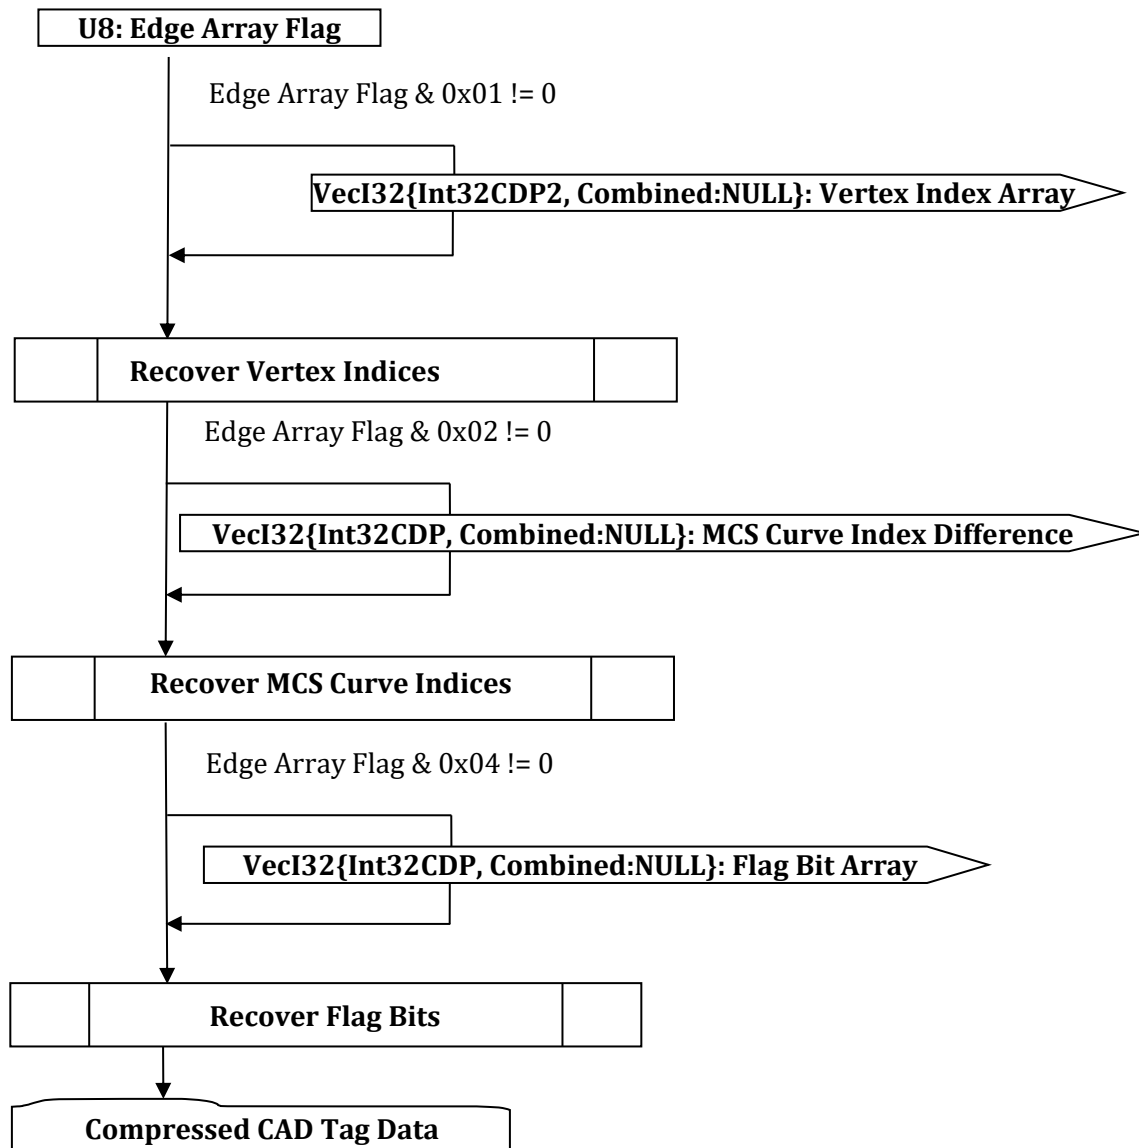 U8: Edge Array Flag
Edge Array Flag & 0x01 != 0
VecI32{Int32CDP2, Combined:NULL}: Vertex Index Array
Recover Vertex Indices
Edge Array Flag & 0x02 != 0
VecI32{Int32CDP, Combined:NULL}: MCS Curve Index Difference
Recover MCS Curve Indices
Edge Array Flag & 0x04 != 0
VecI32{Int32CDP, Combined:NULL}: Flag Bit Array
Recover Flag Bits
Compressed CAD Tag Data